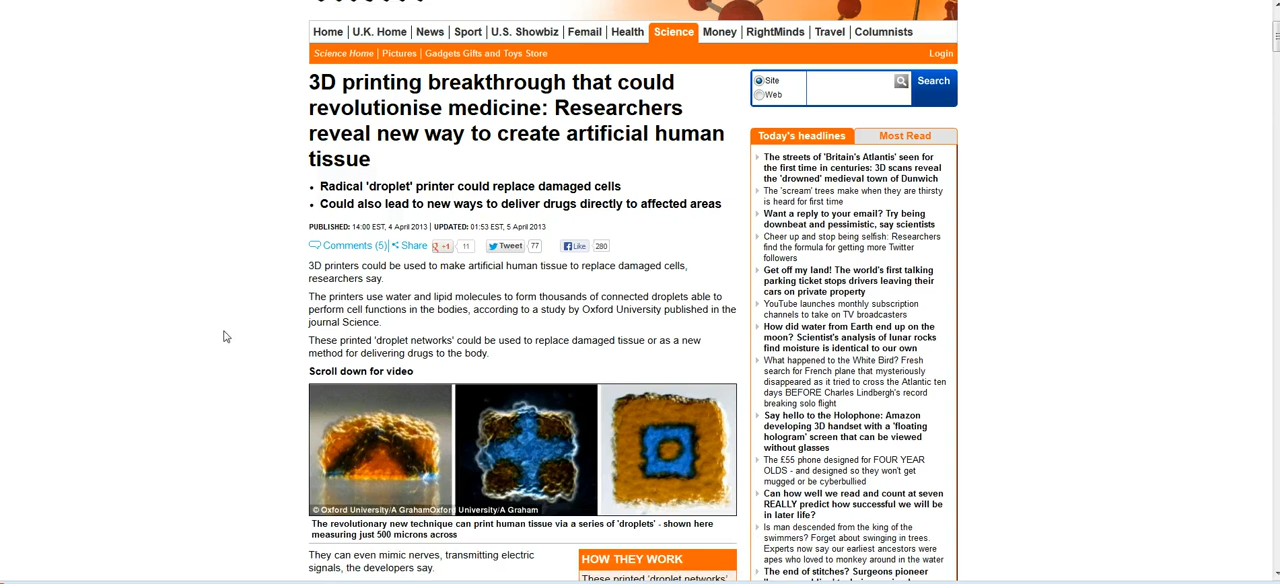 Home U.K. Home News Sport U.S. Showbiz Femail Health Science Money RightMinds Travel Columnists
Science Home Pictures Gadgets Gifts and Toys Store Login
3D printing breakthrough that could
revolutionise medicine: Researchers
reveal new way to create artificial human
tissue
• Radical 'droplet' printer could replace damaged cells
• Could also lead to new ways to deliver drugs directly to affected areas
PUBLISHED: 14:00 EST, 4 April 2013 | UPDATED: 01:53 EST, 5 April 2013
Comments (5) Share +1 11 Tweet 77 Like 280
3D printers could be used to make artificial human tissue to replace damaged cells,
researchers say.
The printers use water and lipid molecules to form thousands of connected droplets able to
perform cell functions in the bodies, according to a study by Oxford University published in the
journal Science.
These printed 'droplet networks' could be used to replace damaged tissue or as a new
method for delivering drugs to the body.
Scroll down for video
© Oxford University/A GrahamOxford University/A Graham
The revolutionary new technique can print human tissue via a series of 'droplets' - shown here
measuring just 500 microns across
They can even mimic nerves, transmitting electric
signals, the developers say.
HOW THEY WORK
These printed 'droplet networks'
Site
Web
Search
Today's headlines Most Read
The streets of 'Britain's Atlantis' seen for
the first time in centuries: 3D scans reveal
the 'drowned' medieval town of Dunwich
The 'scream' trees make when they are thirsty
is heard for first time
Want a reply to your email? Try being
downbeat and pessimistic, say scientists
Cheer up and stop being selfish: Researchers
find the formula for getting more Twitter
followers
Get off my land! The world's first talking
parking ticket stops drivers leaving their
cars on private property
YouTube launches monthly subscription
channels to take on TV broadcasters
How did water from Earth end up on the
moon? Scientist's analysis of lunar rocks
find moisture is identical to our own
What happened to the White Bird? Fresh
search for French plane that mysteriously
disappeared as it tried to cross the Atlantic ten
days BEFORE Charles Lindbergh's record
breaking solo flight
Say hello to the Holophone: Amazon
developing 3D handset with a 'floating
hologram' screen that can be viewed
without glasses
The £55 phone designed for FOUR YEAR
OLDS - and designed so they won't get
mugged or be cyberbullied
Can how well we read and count at seven
REALLY predict how successful we will be
in later life?
Is man descended from the king of the
swimmers? Forget about swinging in trees.
Experts now say our earliest ancestors were
apes who loved to monkey around in the water
The end of stitches? Surgeons pioneer